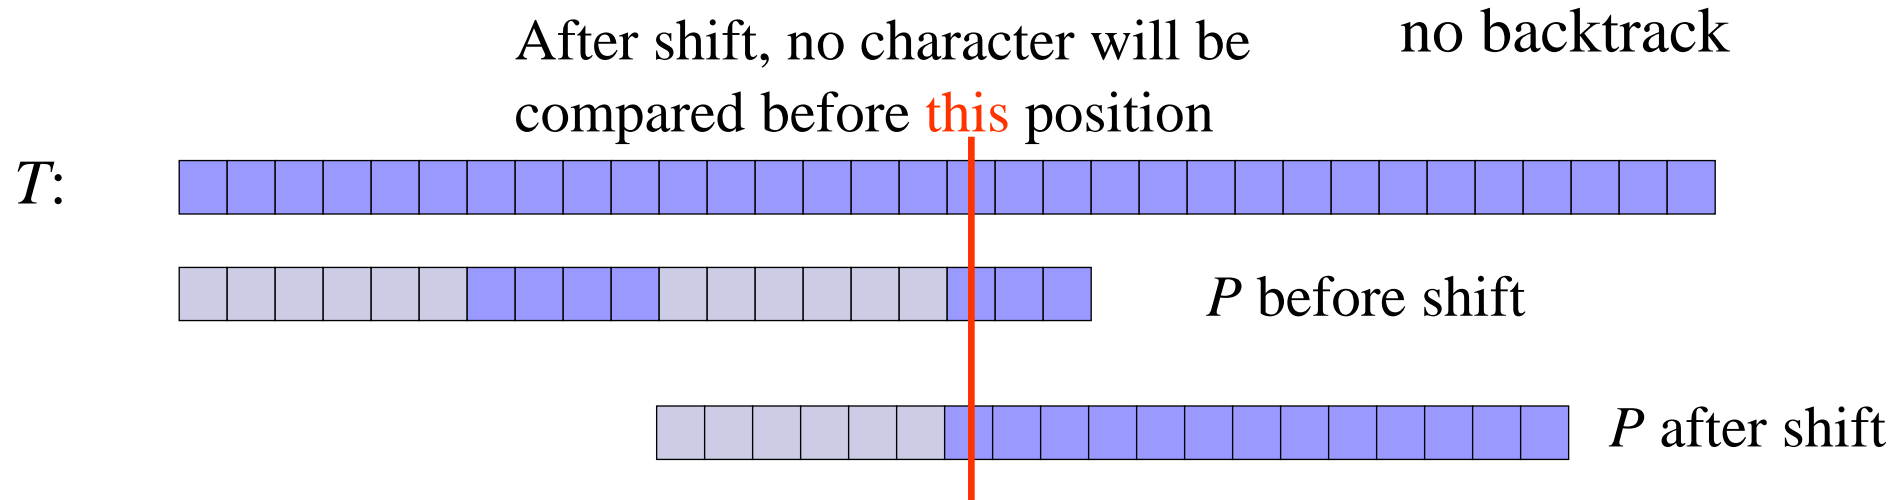 After shift, no character will be
compared before this position
no backtrack
T:
P before shift
P after shift